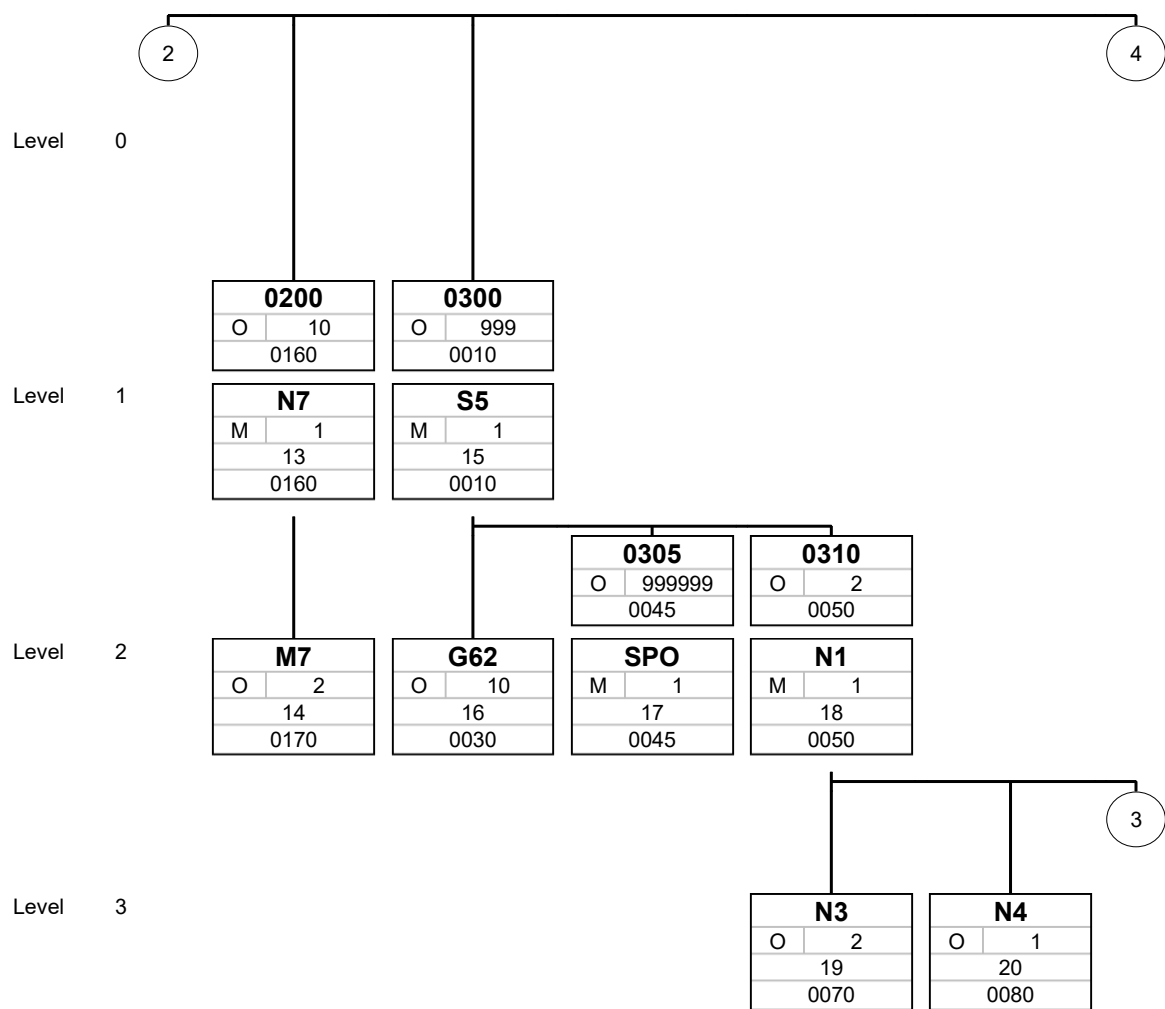 2 4
Level 0
0200 0300
O 10 O 999
0160 0010
Level 1 N7 S5
M 1 M 1
13 15
0160 0010
0305 0310
O 999999 O 2
0045 0050
Level 2 M7 G62 SPO N1
O 2 O 10 M 1 M 1
14 16 17 18
0170 0030 0045 0050
3
Level 3 N3 N4
O 2 O 1
19 20
0070 0080